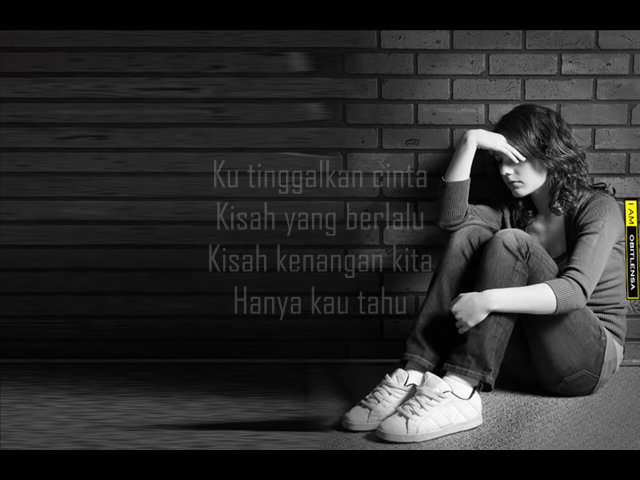 Ku tinggalkan cinta
Kisah yang berlalu
Kisah kenangan kita
Hanya kau tahu
I AM OBITLENSA